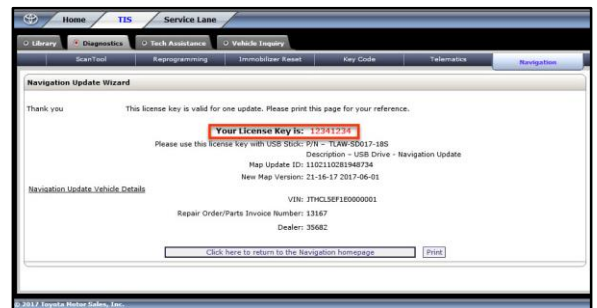 Home TIS Service Lane
Library Diagnostics Tech Assistance Vehicle Inquiry
ScanTool Reprogramming Immobilizer Reset Key Code Telematics Navigation
Navigation Update Wizard
Thank you This license key is valid for one update. Please print this page for your reference.
Your License Key is: 12341234
Please use this license key with USB Stick: P/N – TLAW-SD017-18S
Description – USB Drive - Navigation Update
Map Update ID: 1102110281948734
New Map Version: 21-16-17 2017-06-01
Navigation Update Vehicle Details
VIN: JTHCL5EF1E0000001
Repair Order/Parts Invoice Number: 13167
Dealer: 35682
Click here to return to the Navigation homepage Print
© 2017 Toyota Motor Sales, Inc.